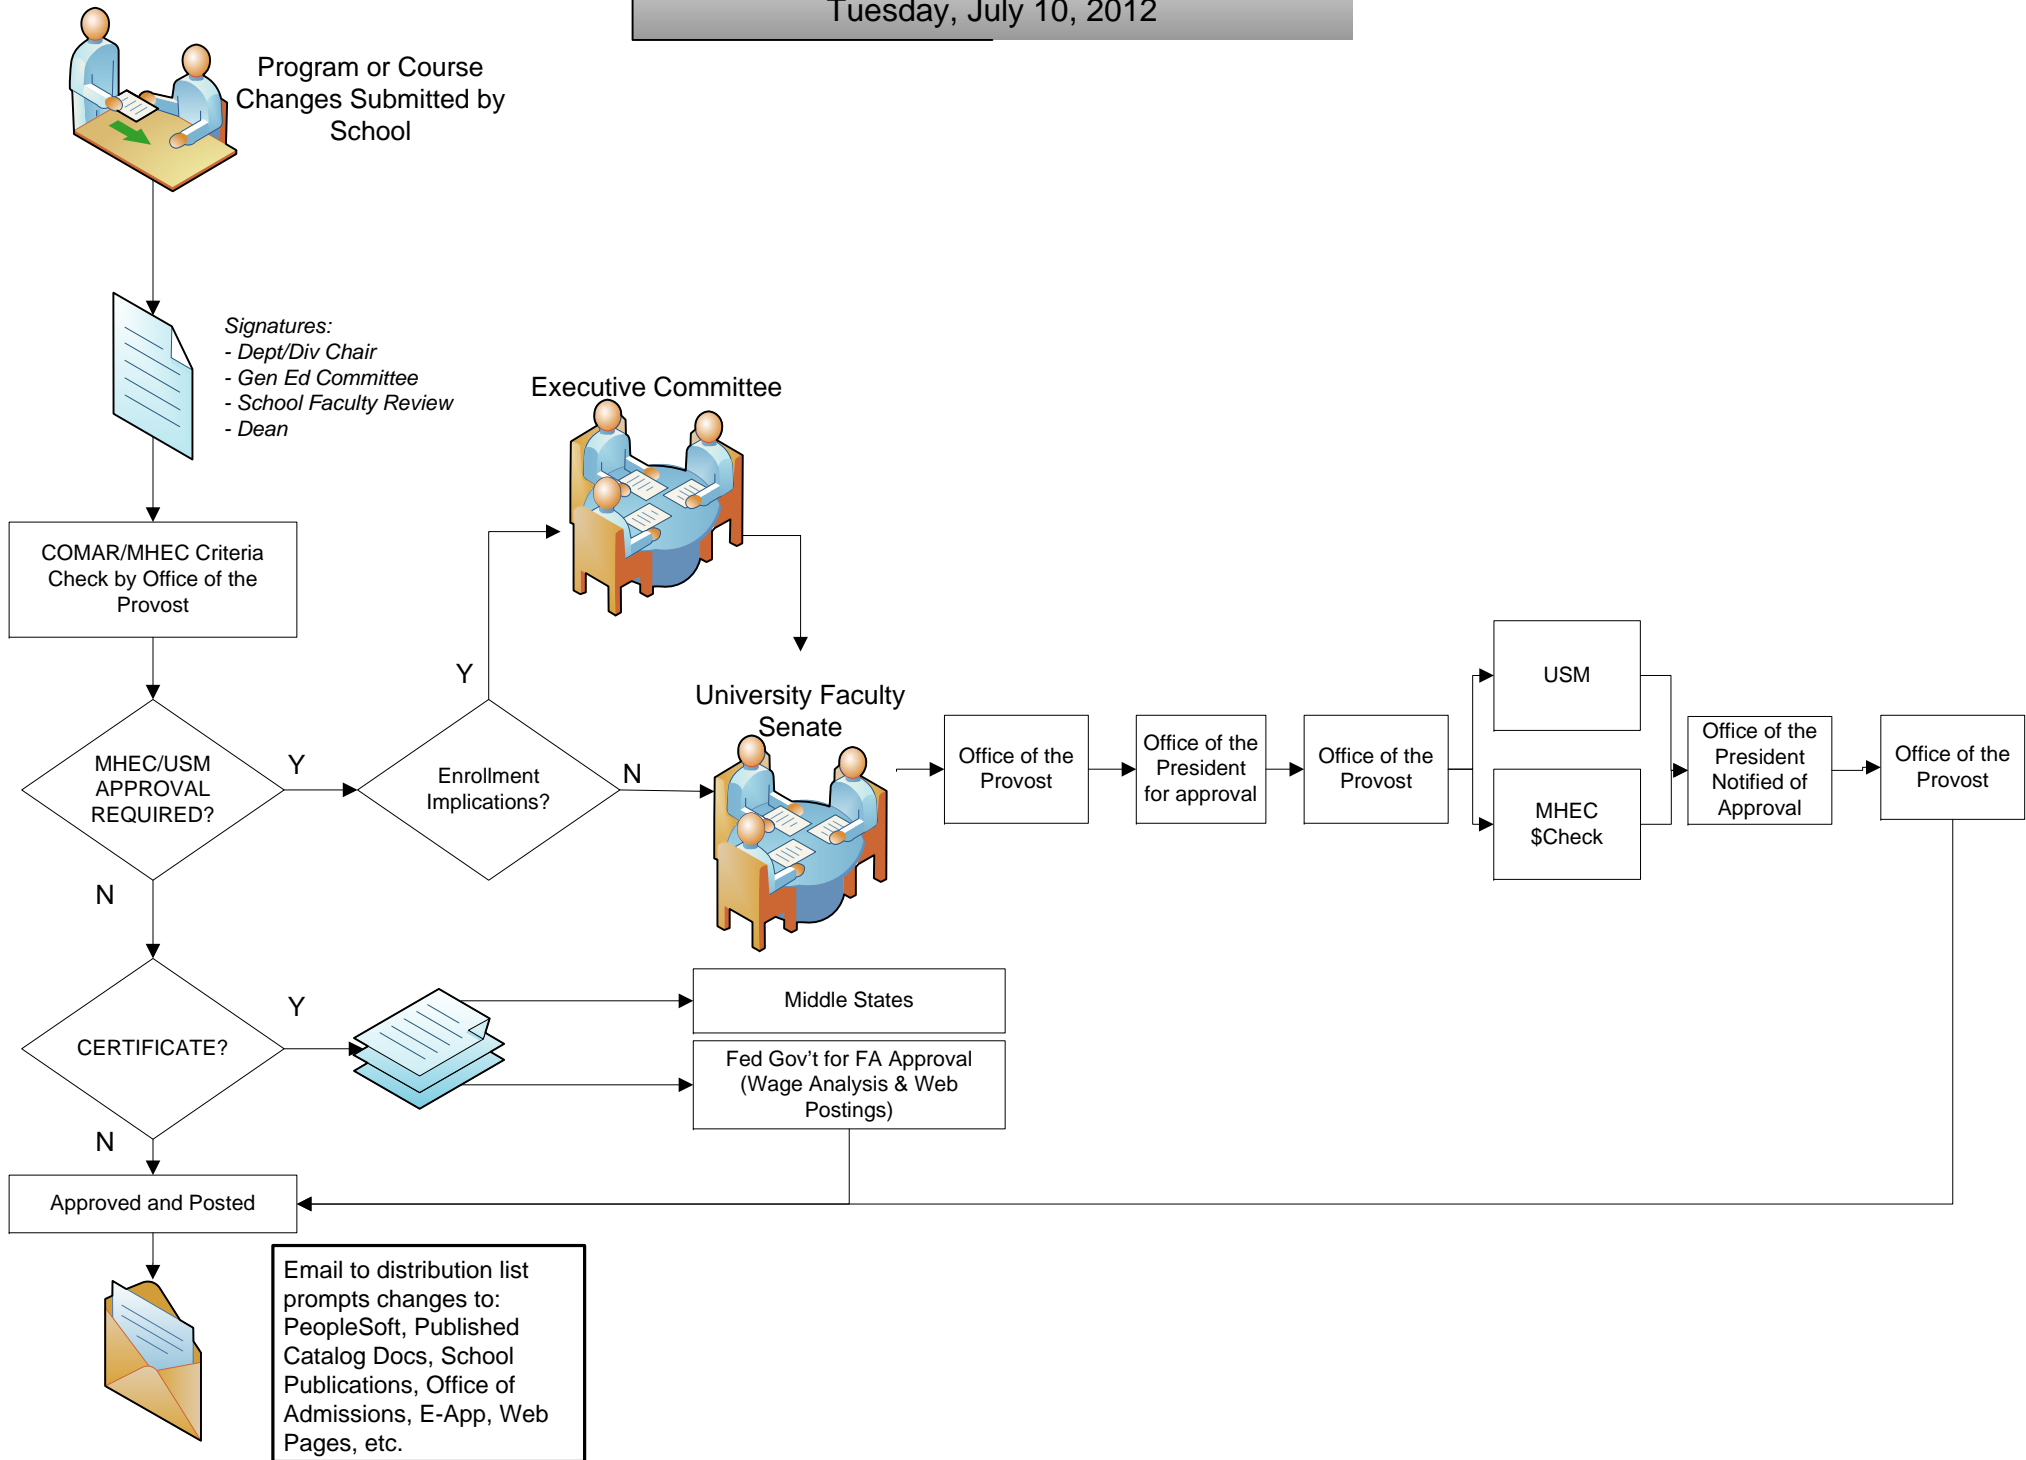 Tuesday, July 10, 2012
Program or Course
Changes Submitted by
School
Signatures:
- Dept/Div Chair
- Gen Ed Committee
- School Faculty Review
- Dean
Executive Committee
COMAR/MHEC Criteria
Check by Office of the
Provost
Y
University Faculty
Senate
MHEC/USM
APPROVAL
REQUIRED?
Y
Enrollment
Implications?
N
Office of the
Provost
Office of the
President
for approval
Office of the
Provost
USM
MHEC
$Check
Office of the
President
Notified of
Approval
Office of the
Provost
N
CERTIFICATE?
Y
Middle States
Fed Gov't for FA Approval
(Wage Analysis & Web
Postings)
N
Approved and Posted
Email to distribution list
prompts changes to:
PeopleSoft, Published
Catalog Docs, School
Publications, Office of
Admissions, E-App, Web
Pages, etc.